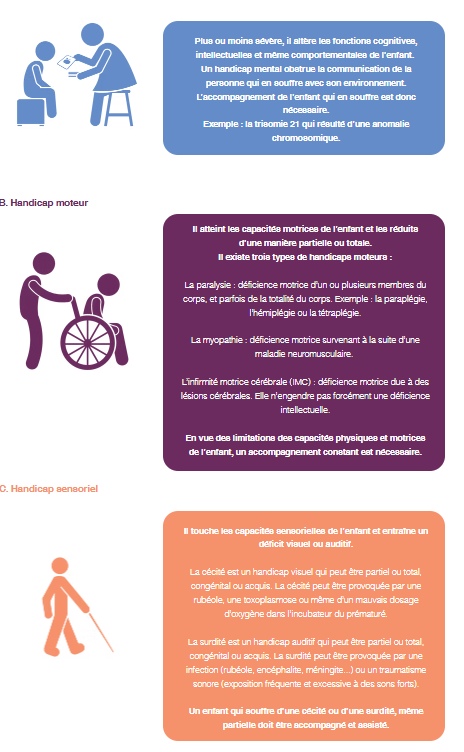 Plus ou moins sévère, il altère les fonctions cognitives,
intellectuelles et même comportementales de l'enfant.
Un handicap mental obstrue la communication de la
personne qui en souffre avec son environnement.
L'accompagnement de l'enfant qui en souffre est donc
nécessaire.
Exemple : la trisomie 21 qui résulte d'une anomalie
chromosomique.
B. Handicap moteur
Il atteint les capacités motrices de l'enfant et les réduits
d'une manière partielle ou totale.
Il existe trois types de handicaps moteurs :
La paralysie : déficience motrice d'un ou plusieurs membres du
corps, et parfois de la totalité du corps. Exemple : la paraplégie,
l'hémiplégie ou la tétraplégie.
La myopathie : déficience motrice survenant à la suite d'une
maladie neuromusculaire.
L'infirmité motrice cérébrale (IMC) : déficience motrice due à des
lésions cérébrales. Elle n'engendre pas forcément une déficience
intellectuelle.
En vue des limitations des capacités physiques et motrices
de l'enfant, un accompagnement constant est nécessaire.
C. Handicap sensoriel
Il touche les capacités sensorielles de l'enfant et entraîne un
déficit visuel ou auditif.
La cécité est un handicap visuel qui peut être partiel ou total,
congénital ou acquis. La cécité peut être provoquée par une
rubéole, une toxoplasmose ou même d'un mauvais dosage
d'oxygène dans l'incubateur du prématuré.
La surdité est un handicap auditif qui peut être partiel ou total,
congénital ou acquis. La surdité peut être provoquée par une
infection (rubéole, encéphalite, méningite...) ou un traumatisme
sonore (exposition fréquente et excessive à des sons forts).
Un enfant qui souffre d'une cécité ou d'une surdité, même
partielle doit être accompagné et assisté.